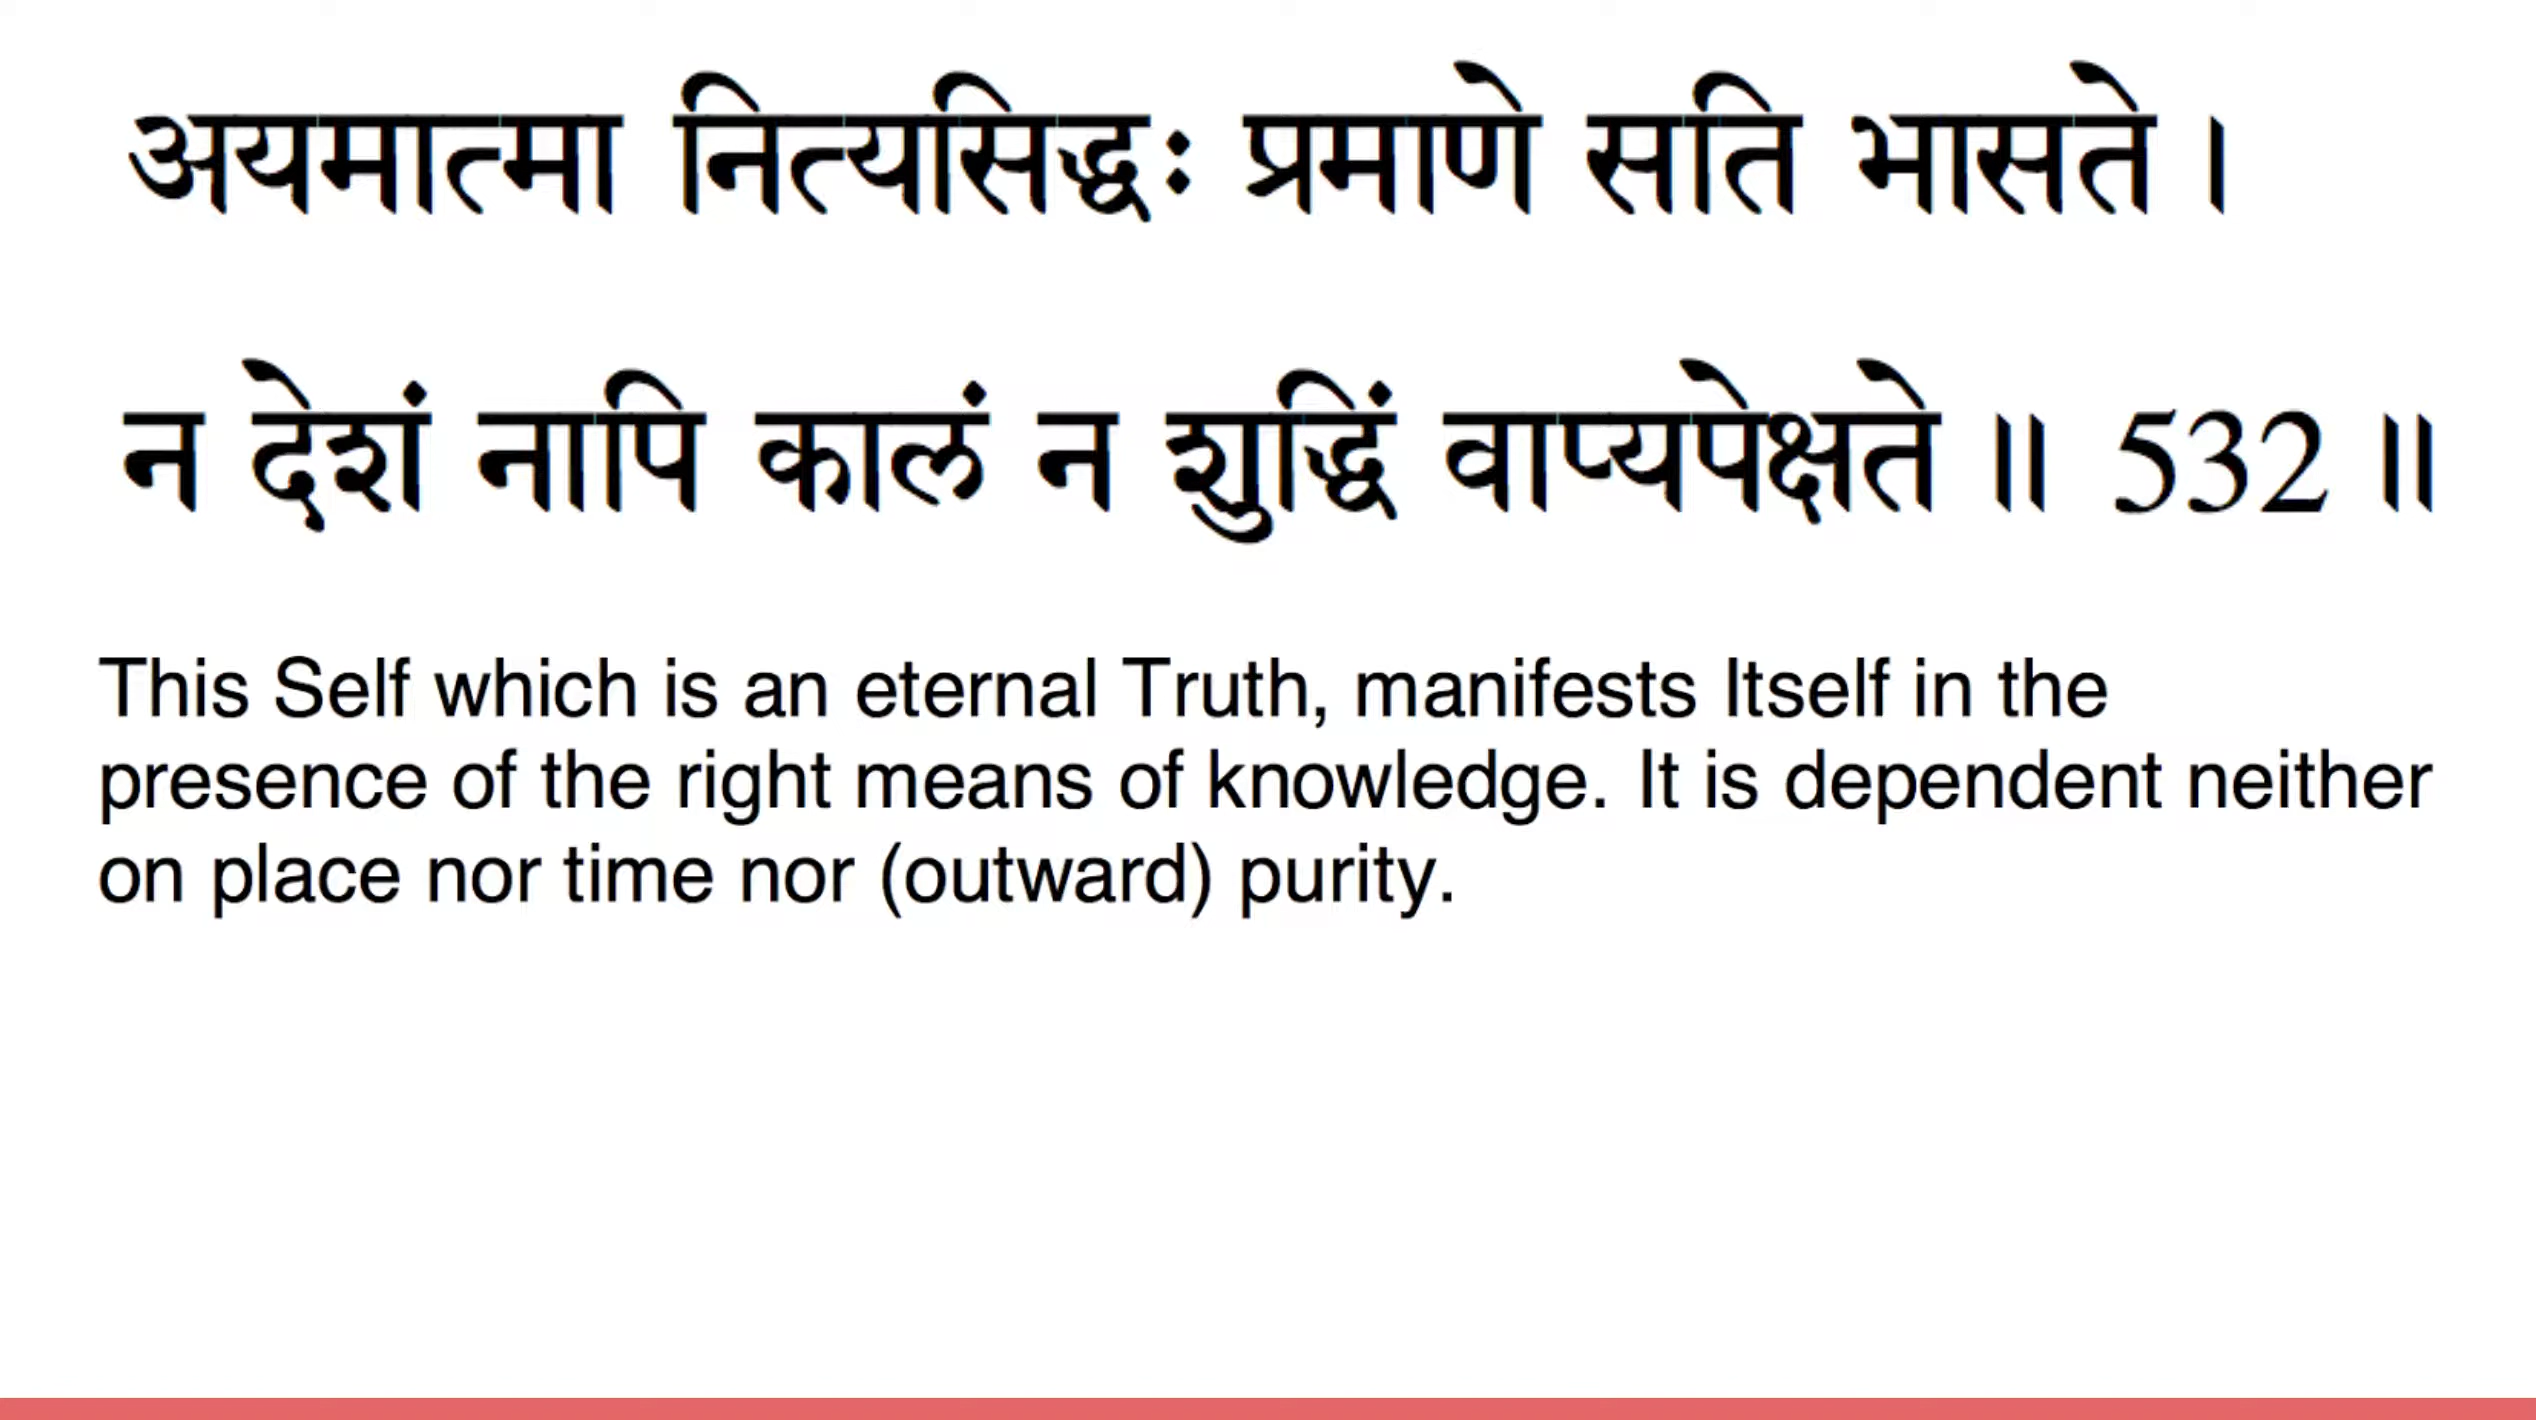 अयमात्मा नित्यसिद्धः प्रमाणे सति भासते ।
न देशं नापि कालं न शुद्धिं वाप्यपेक्षते ॥ 532 ॥
This Self which is an eternal Truth, manifests Itself in the
presence of the right means of knowledge. It is dependent neither
on place nor time nor (outward) purity.